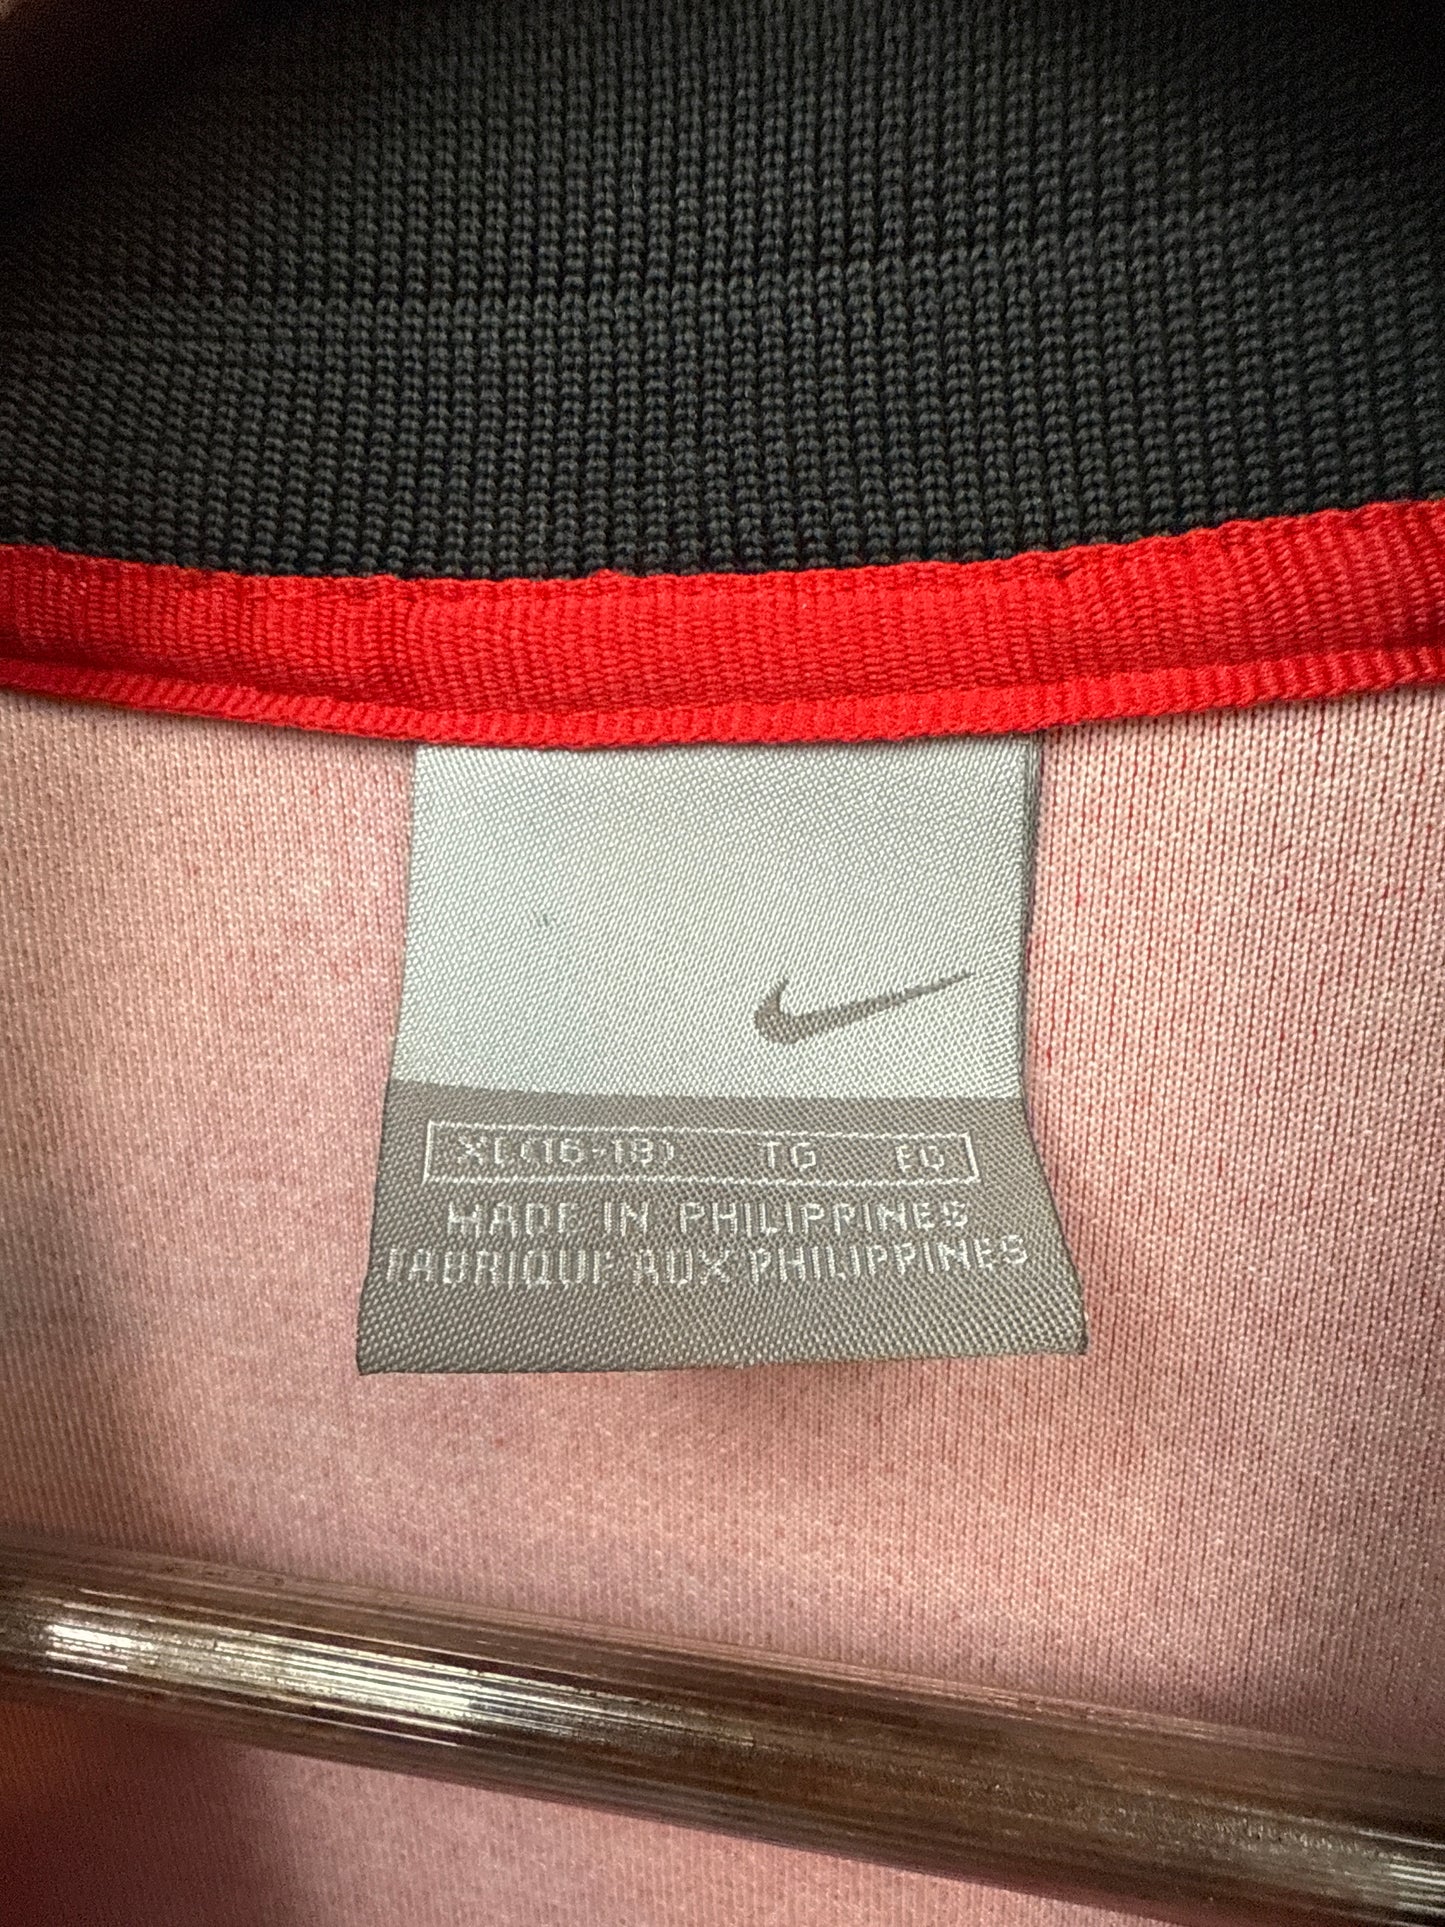 XL(16-18) TG EG
MADE IN PHILIPPINES
FABRIQUE AUX PHILIPPINES